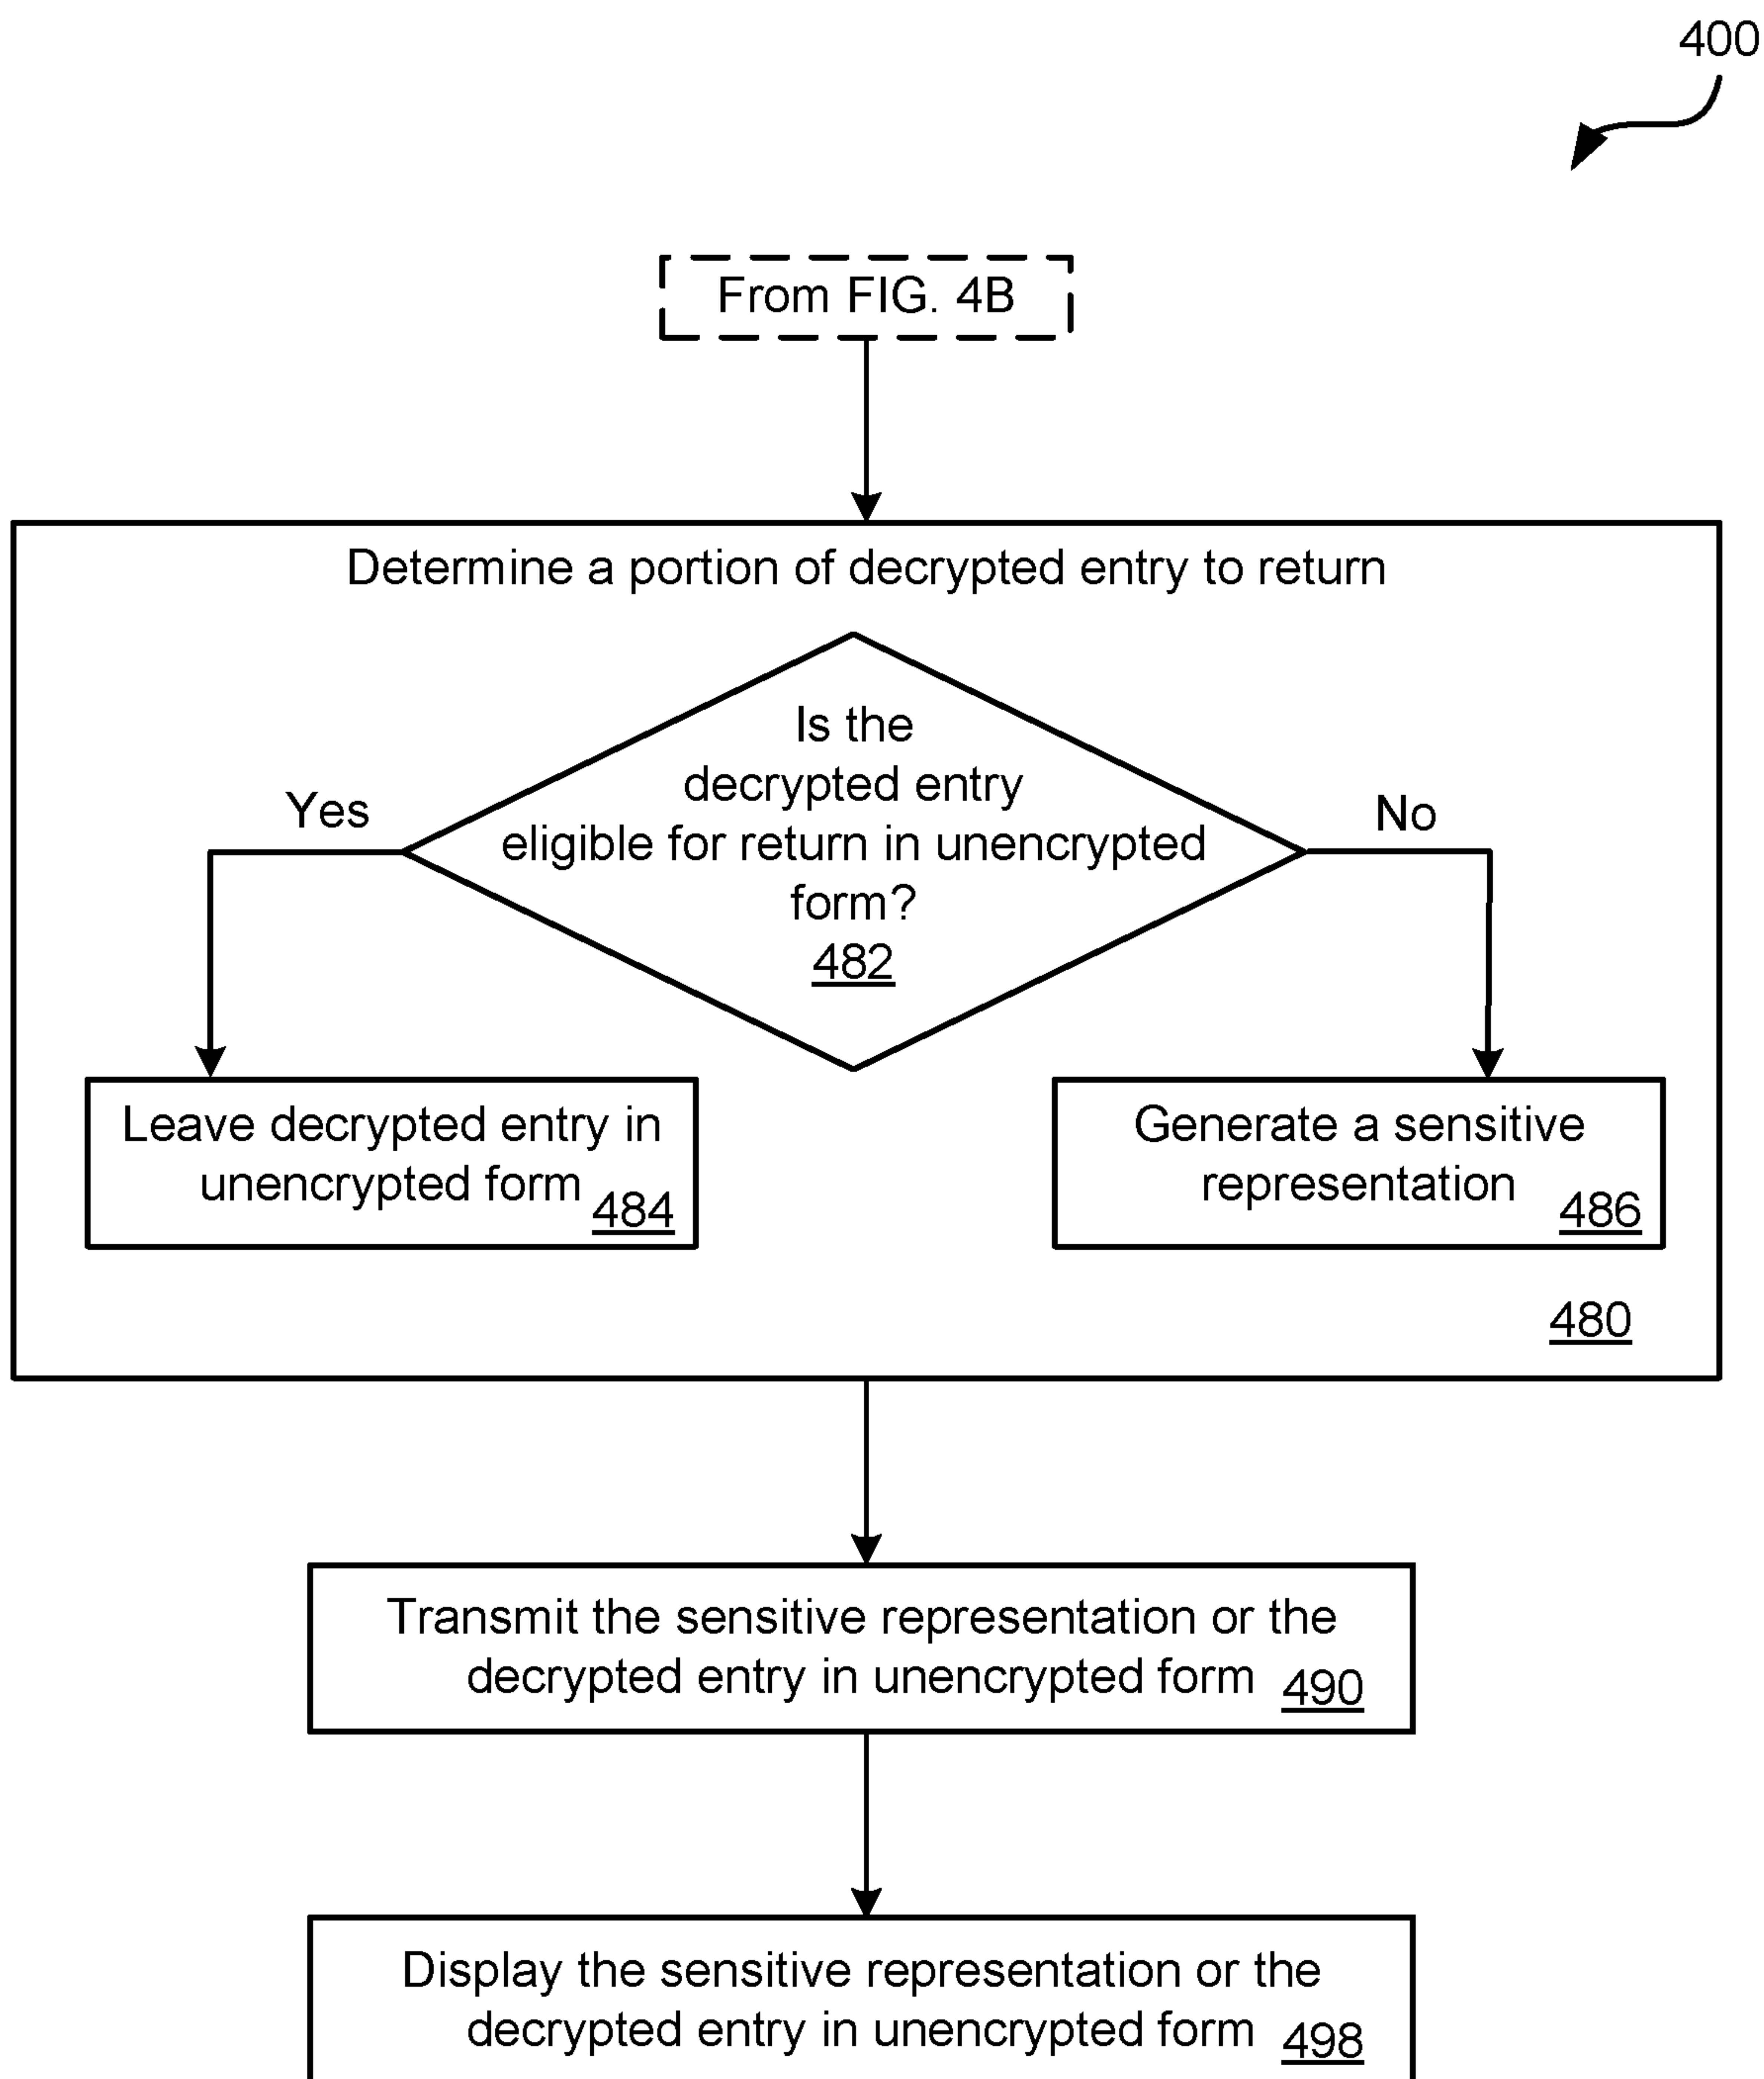 400
From FIG. 4B
Determine a portion of decrypted entry to return
Is the
decrypted entry
eligible for return in unencrypted
form?
482
Yes
No
Leave decrypted entry in
unencrypted form
484
Generate a sensitive
representation
486
480
Transmit the sensitive representation or the
decrypted entry in unencrypted form
490
Display the sensitive representation or the
decrypted entry in unencrypted form
498